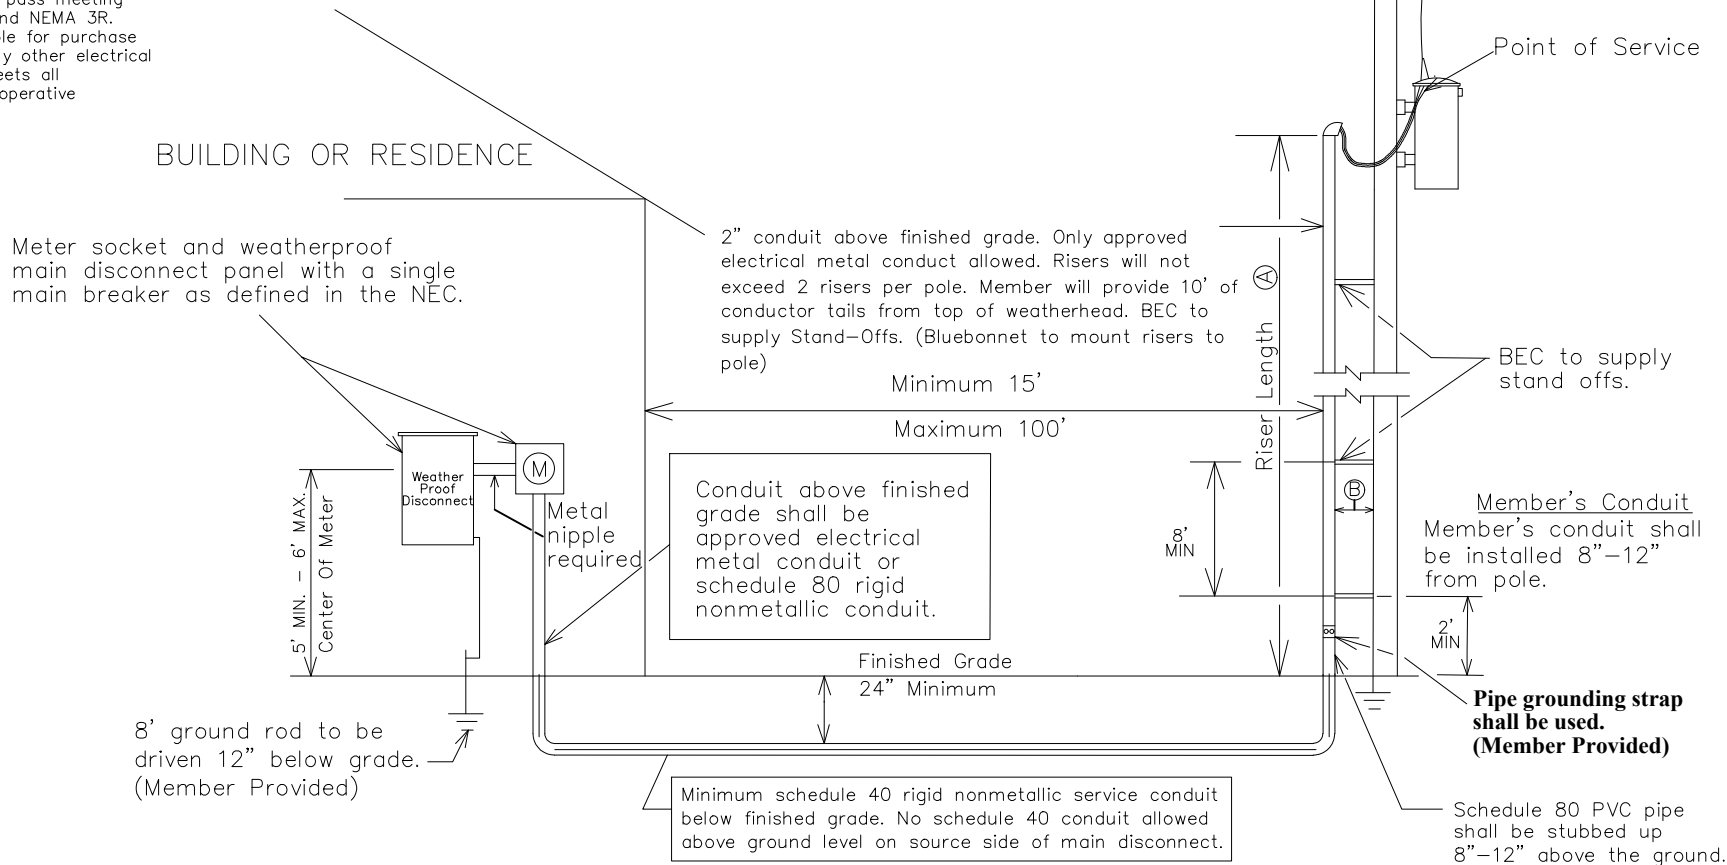 pass meeting
nd NEMA 3R.
le for purchase
y other electrical
eets all
operative
Point of Service
BUILDING OR RESIDENCE
Meter socket and weatherproof
main disconnect panel with a single
main breaker as defined in the NEC.
2" conduit above finished grade. Only approved
electrical metal conduct allowed. Risers will not
exceed 2 risers per pole. Member will provide 10' of
conductor tails from top of weatherhead. BEC to
supply Stand-Offs. (Bluebonnet to mount risers to
pole)
Riser Length A
BEC to supply
stand offs.
Minimum 15'
Maximum 100'
Weather
Proof
Disconnect
M
Metal
nipple
required
5' MIN. - 6' MAX.
Center Of Meter
Conduit above finished
grade shall be
approved electrical
metal conduit or
schedule 80 rigid
nonmetallic conduit.
8'
MIN
B
Member's Conduit
Member's conduit shall
be installed 8"-12"
from pole.
2'
MIN
Finished Grade
24" Minimum
Pipe grounding strap
shall be used.
(Member Provided)
8' ground rod to be
driven 12" below grade.
(Member Provided)
Minimum schedule 40 rigid nonmetallic service conduit
below finished grade. No schedule 40 conduit allowed
above ground level on source side of main disconnect.
Schedule 80 PVC pipe
shall be stubbed up
8"-12" above the ground.